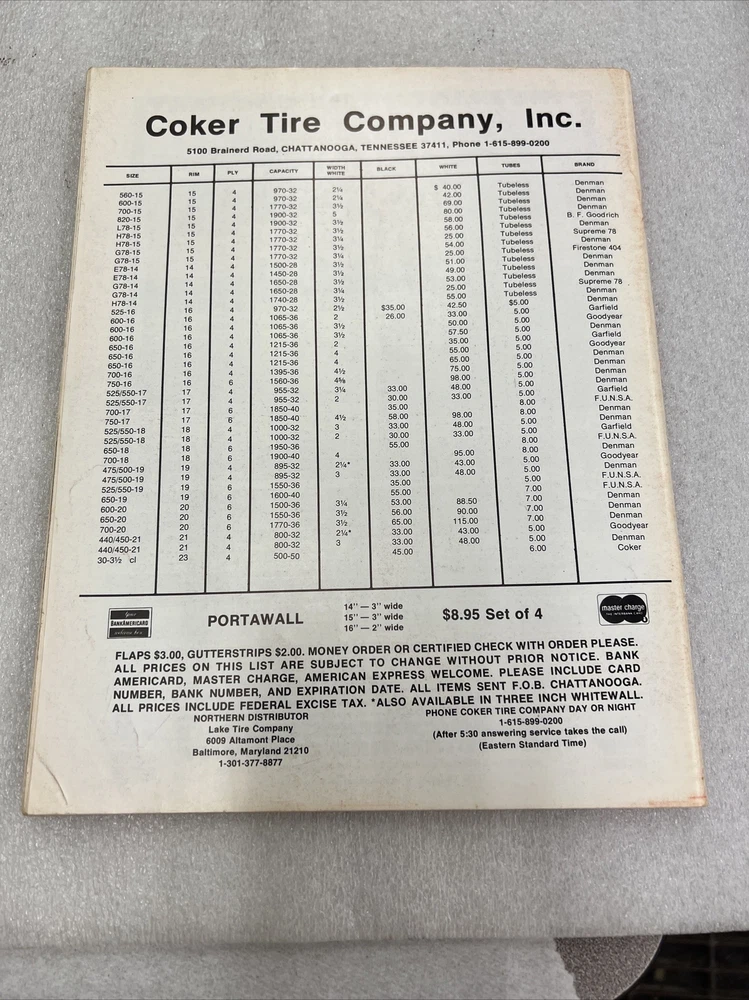 Coker Tire Company, Inc.
5100 Brainerd Road, CHATTANOOGA, TENNESSEE 37411, Phone 1-615-899-0200
SIZE RIM PLY CAPACITY WIDTH WHITE BLACK WHITE TUBES BRAND
560-15 15 4 970-32 2¼ $ 40.00 Tubeless Denman
600-15 15 4 970-32 2¼ 42.00 Tubeless Denman
700-15 15 4 1770-32 3½ 69.00 Tubeless Denman
820-15 15 4 1900-32 5 80.00 Tubeless Denman
L78-15 15 4 1900-32 3½ 58.00 Tubeless B. F. Goodrich
H78-15 15 4 1770-32 3½ 56.00 Tubeless Denman
H78-15 15 4 1770-32 3¼ 25.00 Tubeless Supreme 78
G78-15 15 4 1770-32 3½ 54.00 Tubeless Denman
G78-15 15 4 1770-32 3¼ 25.00 Tubeless Firestone 404
E78-14 14 4 1500-28 3½ 51.00 Tubeless Denman
E78-14 14 4 1450-28 3½ 49.00 Tubeless Denman
G78-14 14 4 1650-28 3½ 53.00 Tubeless Denman
G78-14 14 4 1650-28 3¼ 25.00 Tubeless Supreme 78
H78-14 14 4 1740-28 3½ 55.00 Tubeless Denman
525-16 16 4 970-32 2½ $35.00 42.50 $5.00 Garfield
600-16 16 4 1065-36 2 26.00 33.00 5.00 Goodyear
600-16 16 4 1065-36 3½ 50.00 5.00 Denman
600-16 16 4 1065-36 3½ 57.50 5.00 Garfield
650-16 16 4 1215-36 2 35.00 5.00 Goodyear
650-16 16 4 1215-36 4 55.00 5.00 Denman
650-16 16 4 1215-36 4 65.00 5.00 Denman
700-16 16 4 1395-36 4½ 75.00 5.00 Denman
750-16 16 6 1560-36 4⅝ 98.00 5.00 Denman
525/550-17 17 4 955-32 3¼ 33.00 48.00 5.00 Garfield
525/550-17 17 4 955-32 2 30.00 33.00 5.00 F.U.N.S.A.
700-17 17 6 1850-40 35.00 8.00 Denman
750-17 17 6 1850-40 4½ 58.00 98.00 8.00 Denman
525/550-18 18 4 1000-32 3 33.00 48.00 5.00 Garfield
525/550-18 18 4 1000-32 2 30.00 33.00 5.00 F.U.N.S.A.
650-18 18 6 1950-36 55.00 8.00 Denman
700-18 18 6 1900-40 4 95.00 8.00 Goodyear
475/500-19 19 4 895-32 2¼* 33.00 43.00 5.00 Denman
475/500-19 19 4 895-32 3 33.00 48.00 5.00 F.U.N.S.A.
525/550-19 19 6 1550-36 35.00 5.00 F.U.N.S.A.
650-19 19 6 1600-40 55.00 7.00 Denman
600-20 20 6 1500-36 3¼ 53.00 88.50 7.00 Denman
650-20 20 6 1550-36 3½ 56.00 90.00 7.00 Denman
700-20 20 6 1770-36 3½ 65.00 115.00 7.00 Goodyear
440/450-21 21 4 800-32 2¼* 33.00 43.00 5.00
440/450-21 21 4 800-32 3 33.00 48.00 5.00 Denman
30-3½ cl 23 4 500-50 45.00 6.00 Coker
BANKAMERICARD
PORTAWALL
14" — 3" wide
15" — 3" wide
16" — 2" wide
$8.95 Set of 4
master charge
THE INTERBANK CARD
FLAPS $3.00, GUTTERSTRIPS $2.00. MONEY ORDER OR CERTIFIED CHECK WITH ORDER PLEASE.
ALL PRICES ON THIS LIST ARE SUBJECT TO CHANGE WITHOUT PRIOR NOTICE. BANK
AMERICARD, MASTER CHARGE, AMERICAN EXPRESS WELCOME. PLEASE INCLUDE CARD
NUMBER, BANK NUMBER, AND EXPIRATION DATE. ALL ITEMS SENT F.O.B. CHATTANOOGA.
ALL PRICES INCLUDE FEDERAL EXCISE TAX. *ALSO AVAILABLE IN THREE INCH WHITEWALL.
NORTHERN DISTRIBUTOR
Lake Tire Company
6009 Altamont Place
Baltimore, Maryland 21210
1-301-377-8877
PHONE COKER TIRE COMPANY DAY OR NIGHT
1-615-899-0200
(After 5:30 answering service takes the call)
(Eastern Standard Time)